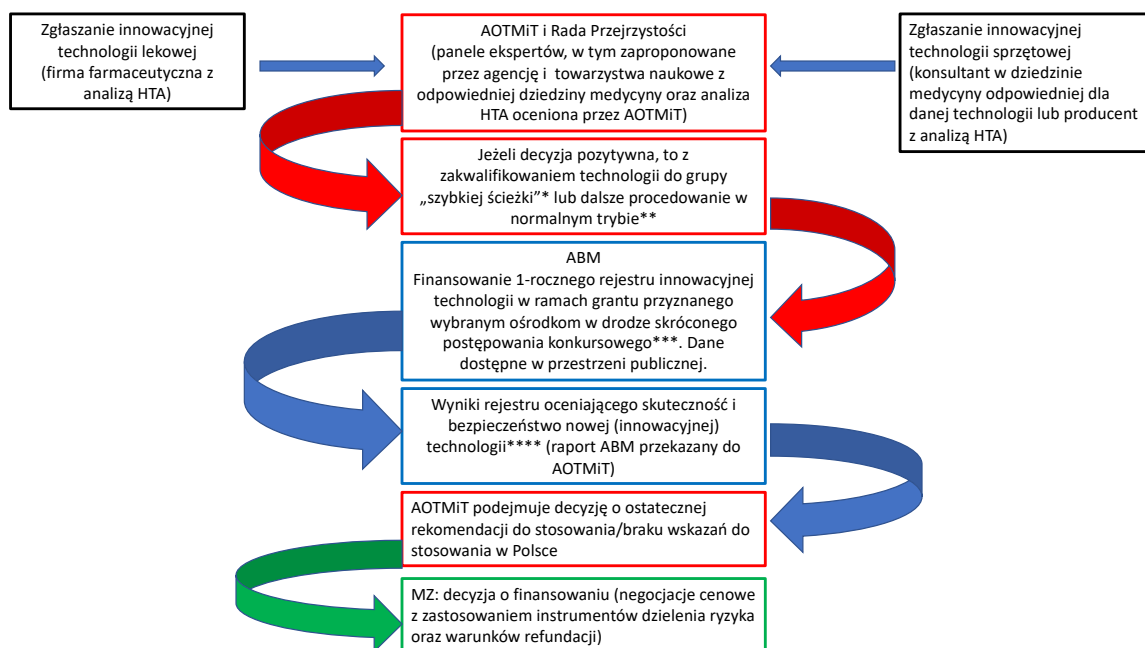 Zgłaszanie innowacyjnej
technologii lekowej
(firma farmaceutyczna z
analizą HTA)
AOTMiT i Rada Przejrzystości
(panele ekspertów, w tym zaproponowane
przez agencję i towarzystwa naukowe z
odpowiedniej dziedziny medycyny oraz analiza
HTA oceniona przez AOTMiT)
Zgłaszanie innowacyjnej
technologii sprzętowej
(konsultant w dziedzinie
medycyny odpowiedniej dla
danej technologii lub producent
z analizą HTA)
Jeżeli decyzja pozytywna, to z
zakwalifikowaniem technologii do grupy
„szybkiej ścieżki”* lub dalsze procedowanie w
normalnym trybie**
ABM
Finansowanie 1-rocznego rejestru innowacyjnej
technologii w ramach grantu przyznanego
wybranym ośrodkom w drodze skróconego
postępowania konkursowego***. Dane
dostępne w przestrzeni publicznej.
Wyniki rejestru oceniającego skuteczność i
bezpieczeństwo nowej (innowacyjnej)
technologii**** (raport ABM przekazany do
AOTMiT)
AOTMiT podejmuje decyzję o ostatecznej
rekomendacji do stosowania/braku wskazań do
stosowania w Polsce
MZ: decyzja o finansowaniu (negocjacje cenowe
z zastosowaniem instrumentów dzielenia ryzyka
oraz warunków refundacji)